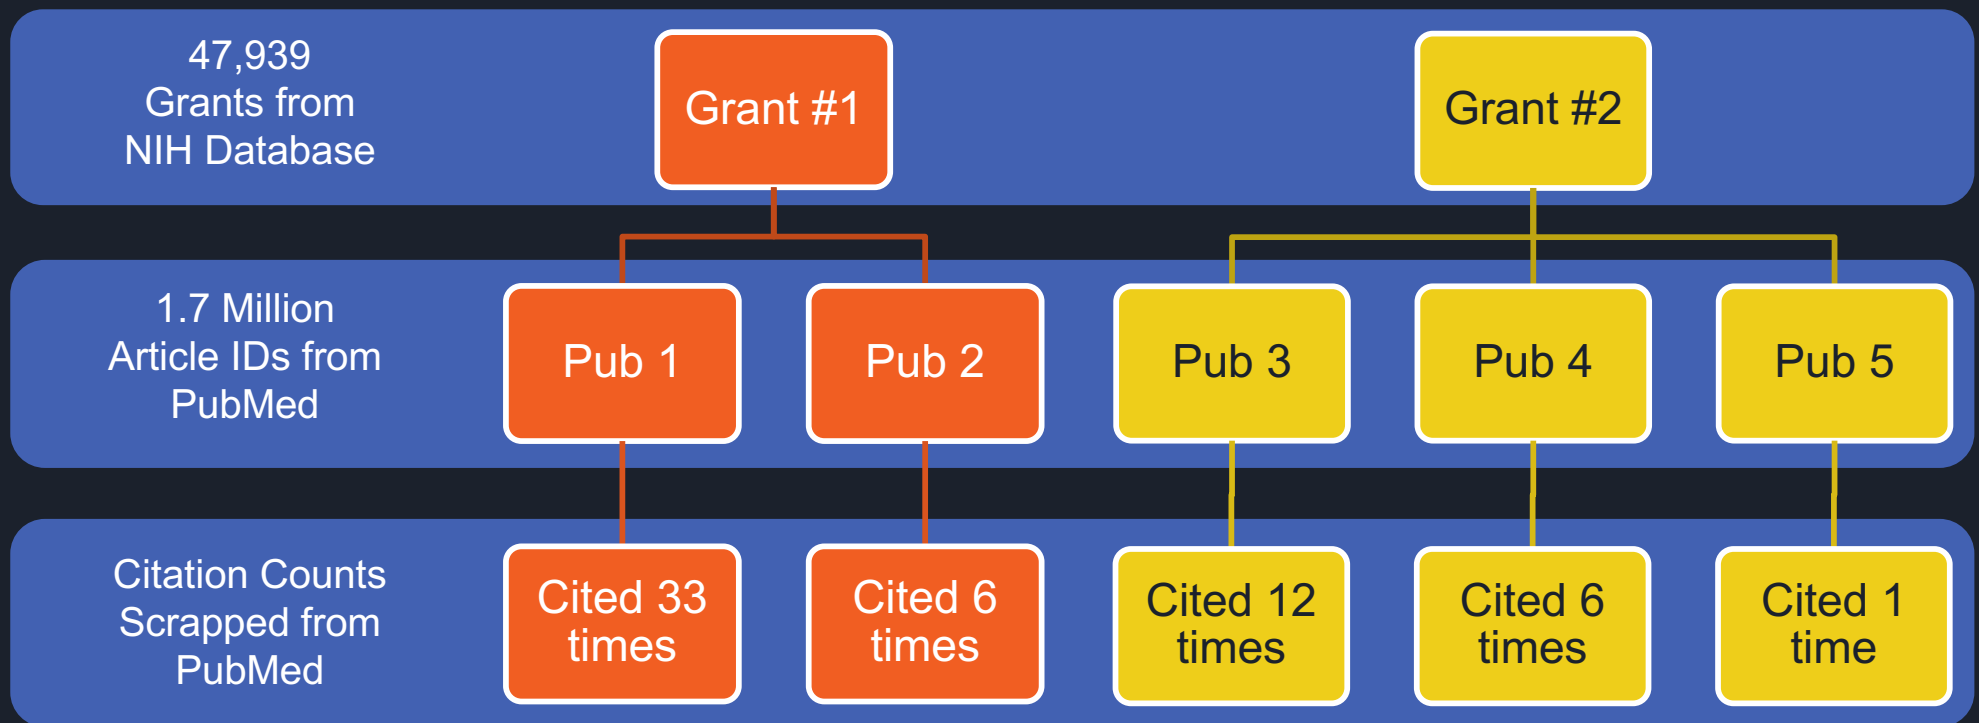 47,939
Grants from
NIH Database
Grant #1
Grant #2
1.7 Million
Article IDs from
PubMed
Pub 1
Pub 2
Pub 3
Pub 4
Pub 5
Citation Counts
Scrapped from
PubMed
Cited 33
times
Cited 6
times
Cited 12
times
Cited 6
times
Cited 1
time